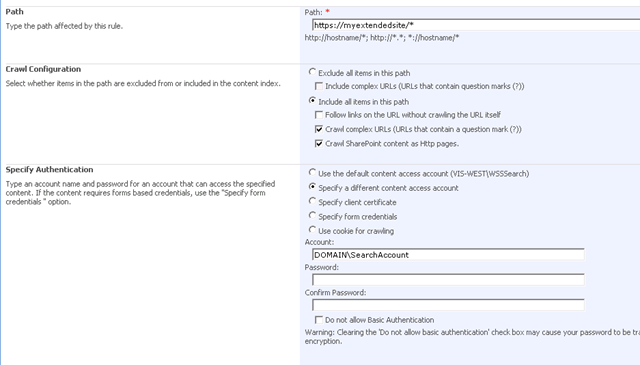 Path
Type the path affected by this rule.
Path: *
https://myextendedsite/*
http://hostname/*; http://*.*; *://hostname/*
Crawl Configuration
Select whether items in the path are excluded from or included in the content index.
Exclude all items in this path
Include complex URLs (URLs that contain question marks (?))
Include all items in this path
Follow links on the URL without crawling the URL itself
Crawl complex URLs (URLs that contain a question mark (?))
Crawl SharePoint content as Http pages.
Specify Authentication
Type an account name and password for an account that can access the specified
content. If the content requires forms based credentials, use the "Specify form
credentials " option.
Use the default content access account (VIS-WEST\WSSSearch)
Specify a different content access account
Specify client certificate
Specify form credentials
Use cookie for crawling
Account:
DOMAIN\SearchAccount
Password:
Confirm Password:
Do not allow Basic Authentication
Warning: Clearing the 'Do not allow basic authentication' check box may cause your password to be tra
encryption.